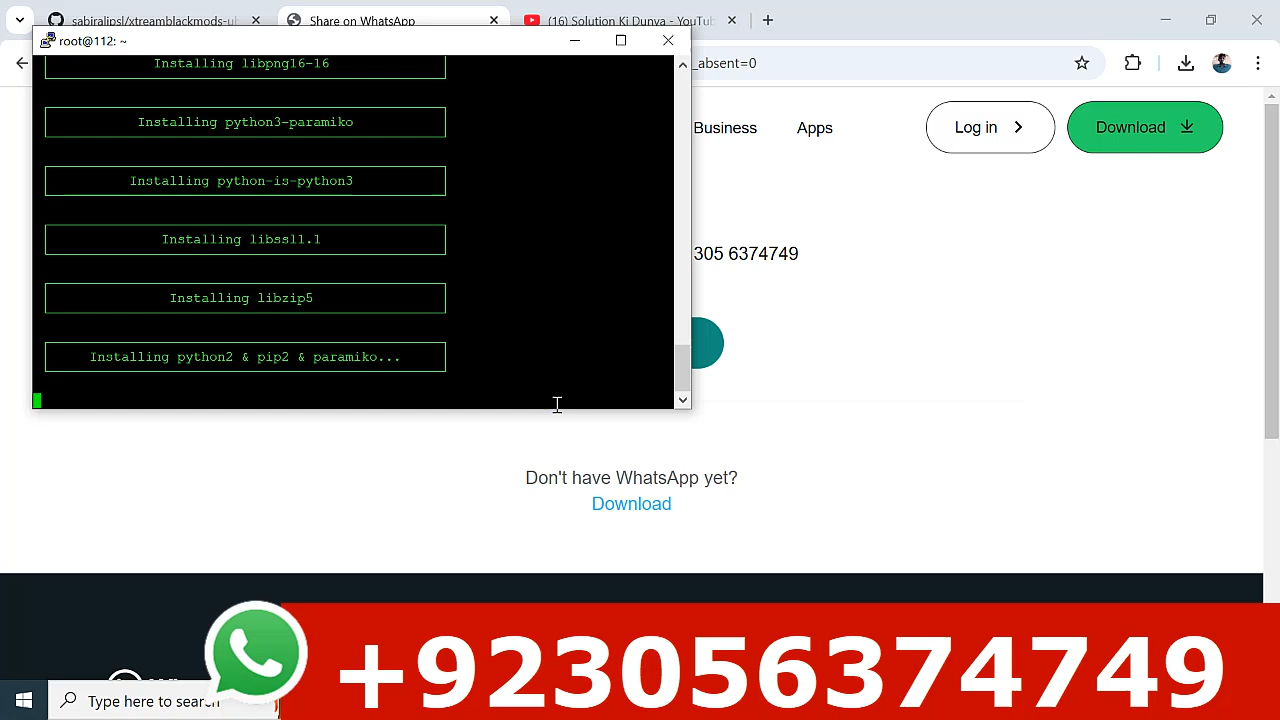 sabiralipsl/xtreamblackmods-ub
Share on WhatsApp
(16) Solution Ki Dunya - YouTu
root@112: ~
_absent=0
Installing libpng16-16
Installing python3-paramiko
Installing python-is-python3
Installing libssl1.1
Installing libzip5
Installing python2 & pip2 & paramiko...
Business
Apps
Log in
Download
305 6374749
Don't have WhatsApp yet?
Download
+923056374749
Type here to search